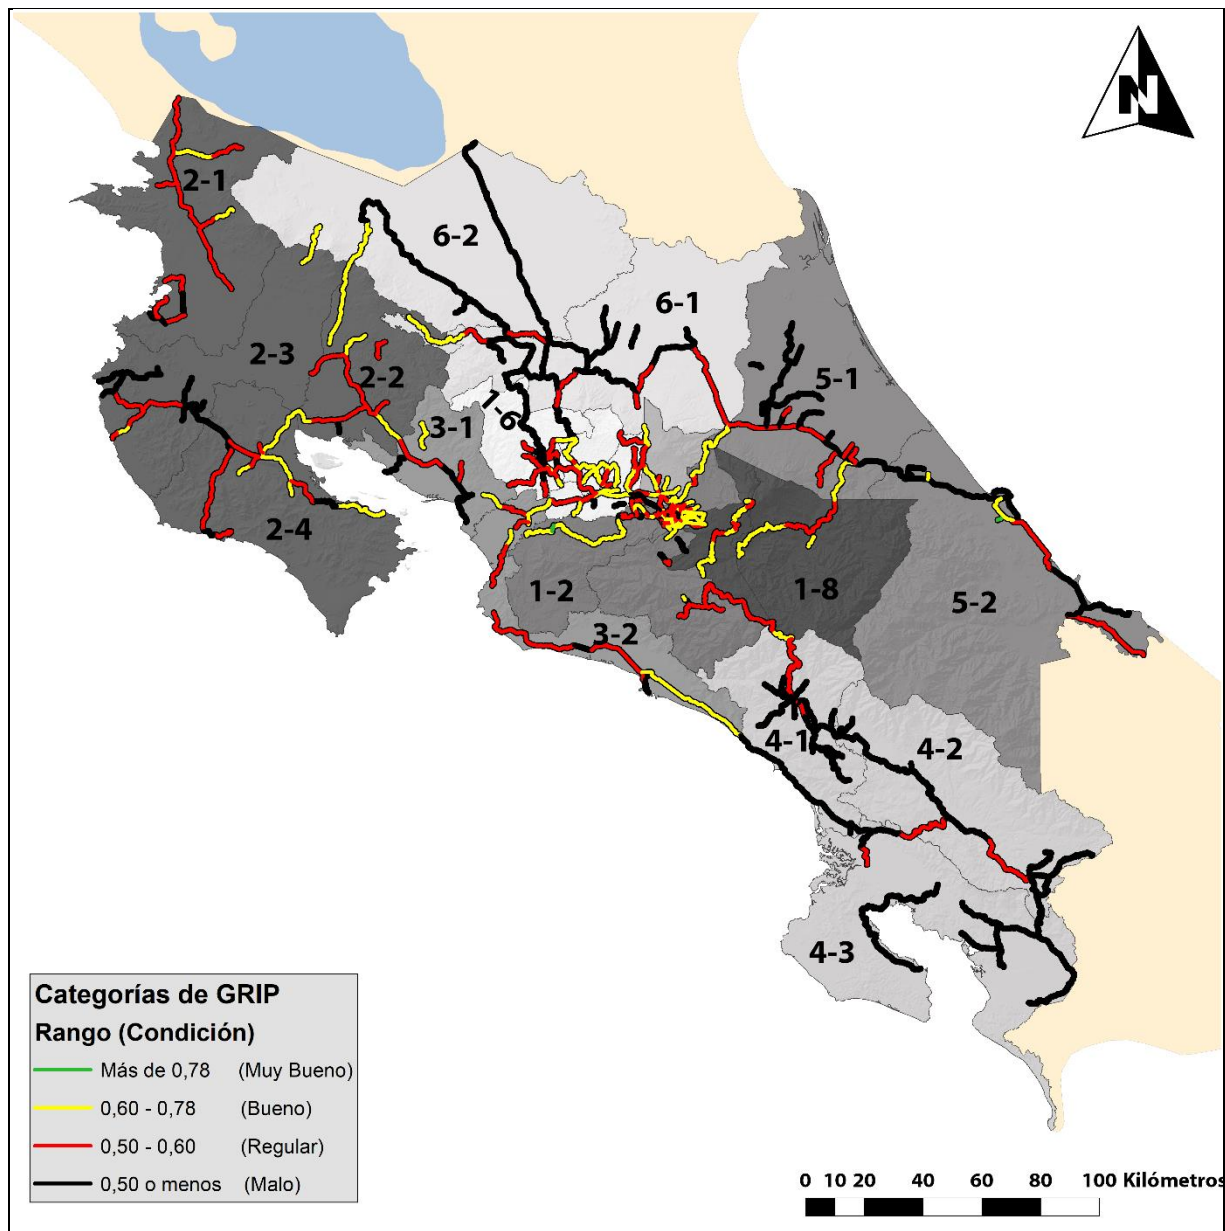 N
2-1
6-2
6-1
2-3
2-2
5-1
1-6
3-1
2-4
1-2
1-8
5-2
3-2
4-1
4-2
4-3
Categorías de GRIP
Rango (Condición)
Más de 0,78 (Muy Bueno)
0,60 - 0,78 (Bueno)
0,50 - 0,60 (Regular)
0,50 o menos (Malo)
0 10 20 40 60 80 100 Kilómetros